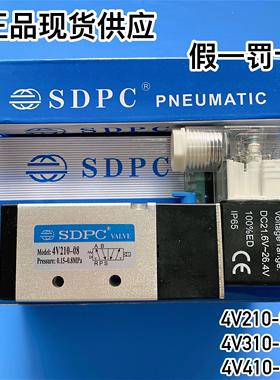 正品现货供应
假一罚十
SDPC®
PNEUMATIC
SDPC
SDPC VALVE
Model: 4V210-08
Pressure: 0.15-0.8MPa
A B
R P S
Voltage range
DC21.6V~26.4V
100%ED
IP65
4V210-
4V310-
4V410-